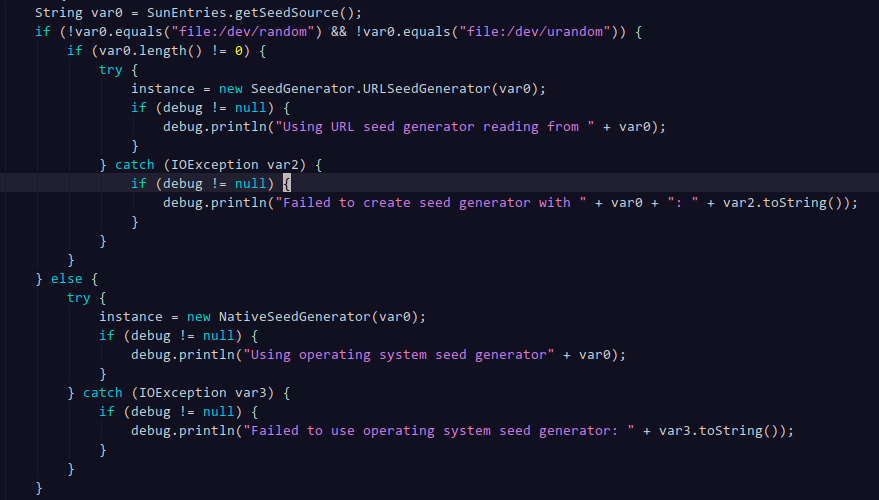 String var0 = SunEntries.getSeedSource();
if (!var0.equals("file:/dev/random") && !var0.equals("file:/dev/urandom")) {
if (var0.length() != 0) {
try {
instance = new SeedGenerator.URLSeedGenerator(var0);
if (debug != null) {
debug.println("Using URL seed generator reading from " + var0);
}
} catch (IOException var2) {
if (debug != null) {
debug.println("Failed to create seed generator with " + var0 + ": " + var2.toString());
}
}
}
} else {
try {
instance = new NativeSeedGenerator(var0);
if (debug != null) {
debug.println("Using operating system seed generator" + var0);
}
} catch (IOException var3) {
if (debug != null) {
debug.println("Failed to use operating system seed generator: " + var3.toString());
}
}
}